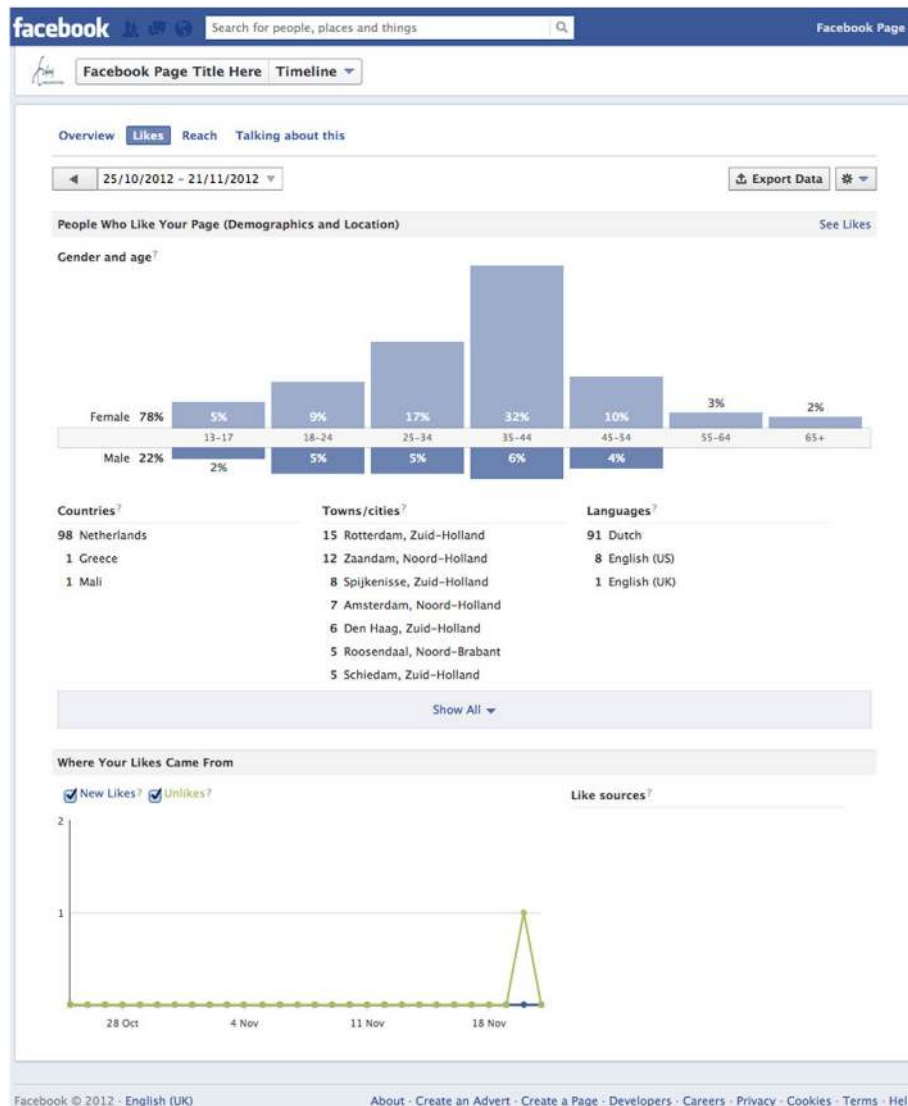 facebook Search for people, places and things Facebook Page
Facebook Page Title Here Timeline
Overview Likes Reach Talking about this
25/10/2012 - 21/11/2012 Export Data
People Who Like Your Page (Demographics and Location) See Likes
Gender and age?
Female 78% 5% 9% 17% 32% 10% 3% 2%
13-17 18-24 25-34 35-44 45-54 55-64 65+
Male 22% 2% 5% 5% 6% 4%
Countries? Towns/cities? Languages?
98 Netherlands 15 Rotterdam, Zuid-Holland 91 Dutch
1 Greece 12 Zaandam, Noord-Holland 8 English (US)
1 Mali 8 Spijkenisse, Zuid-Holland 1 English (UK)
7 Amsterdam, Noord-Holland
6 Den Haag, Zuid-Holland
5 Roosendaal, Noord-Brabant
5 Schiedam, Zuid-Holland
Show All
Where Your Likes Came From
New Likes? Unlikes? Like sources?
2
1
28 Oct 4 Nov 11 Nov 18 Nov
Facebook © 2012 · English (UK) About · Create an Advert · Create a Page · Developers · Careers · Privacy · Cookies · Terms · Hel